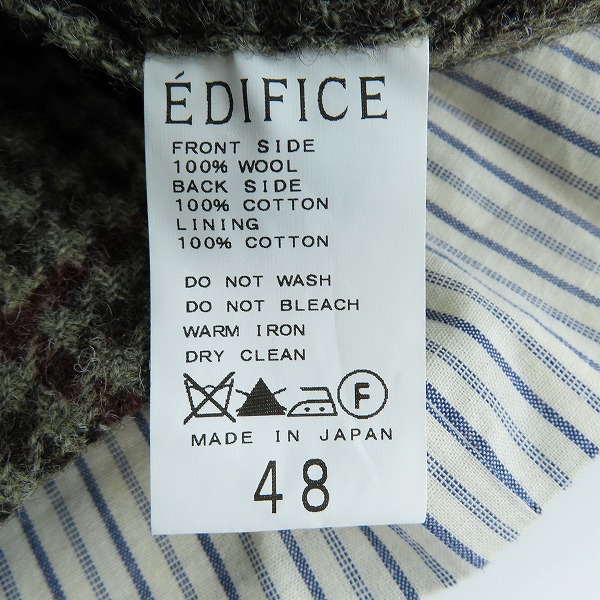 ÉDIFICE
FRONT SIDE
100% WOOL
BACK SIDE
100% COTTON
LINING
100% COTTON
DO NOT WASH
DO NOT BLEACH
WARM IRON
DRY CLEAN
F
MADE IN JAPAN
48